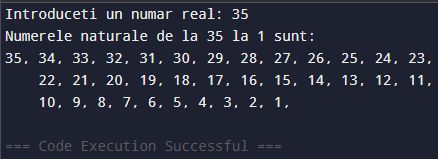 Introduceti un numar real: 35
Numerele naturale de la 35 la 1 sunt:
35, 34, 33, 32, 31, 30, 29, 28, 27, 26, 25, 24, 23,
22, 21, 20, 19, 18, 17, 16, 15, 14, 13, 12, 11,
10, 9, 8, 7, 6, 5, 4, 3, 2, 1,
=== Code Execution Successful ===